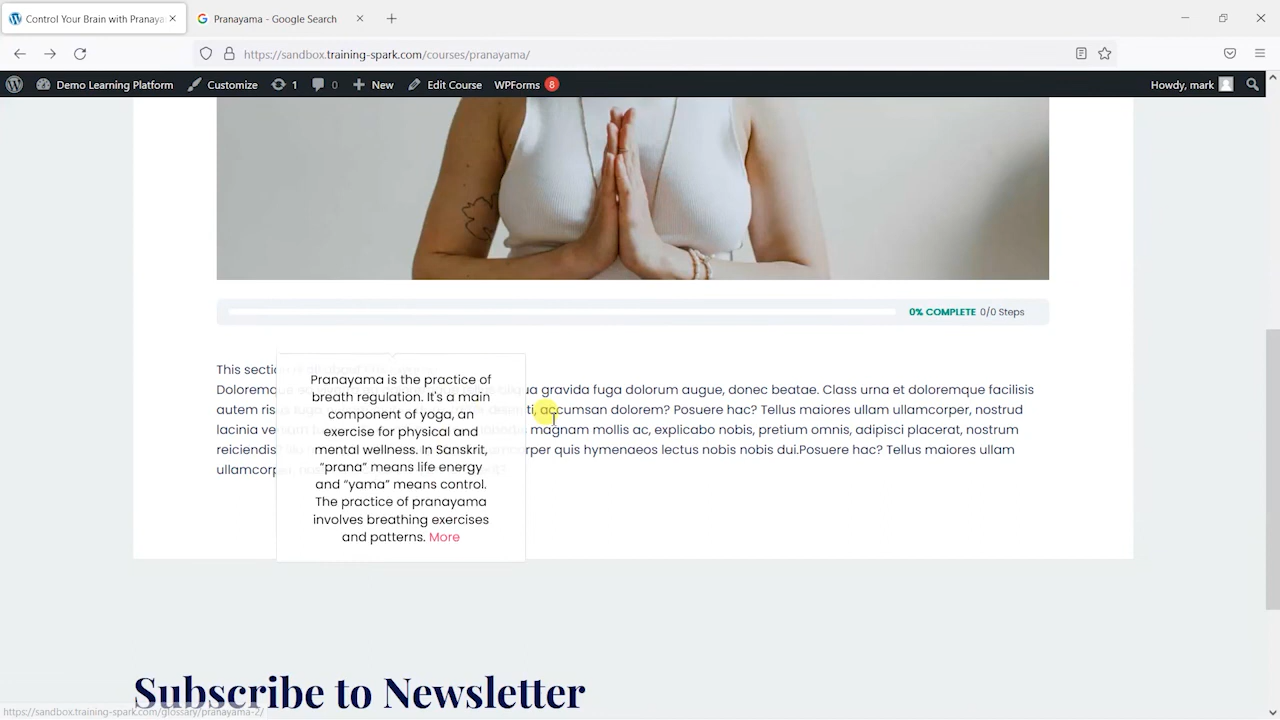 Control Your Brain with Pranaya
Pranayama - Google Search
https://sandbox.training-spark.com/courses/pranayama/
Demo Learning Platform
Customize
1
0
New
Edit Course
WPForms 8
Howdy, mark
0% COMPLETE 0/0 Steps
This section
Pranayama is the practice of
breath regulation. It's a main
component of yoga, an
exercise for physical and
mental wellness. In Sanskrit,
“prana” means life energy
and “yama” means control.
The practice of pranayama
involves breathing exercises
and patterns. More
gravida fuga dolorum augue, donec beatae. Class urna et doloremque facilisis
autem accumsan dolorem? Posuere hac? Tellus maiores ullam ullamcorper, nostrud
lacinia magnam mollis ac, explicabo nobis, pretium omnis, adipisci placerat, nostrum
reiciendis quis hymenaeos lectus nobis nobis dui.Posuere hac? Tellus maiores ullam
Subscribe to Newsletter
https://sandbox.training-spark.com/glossary/pranayama-2/